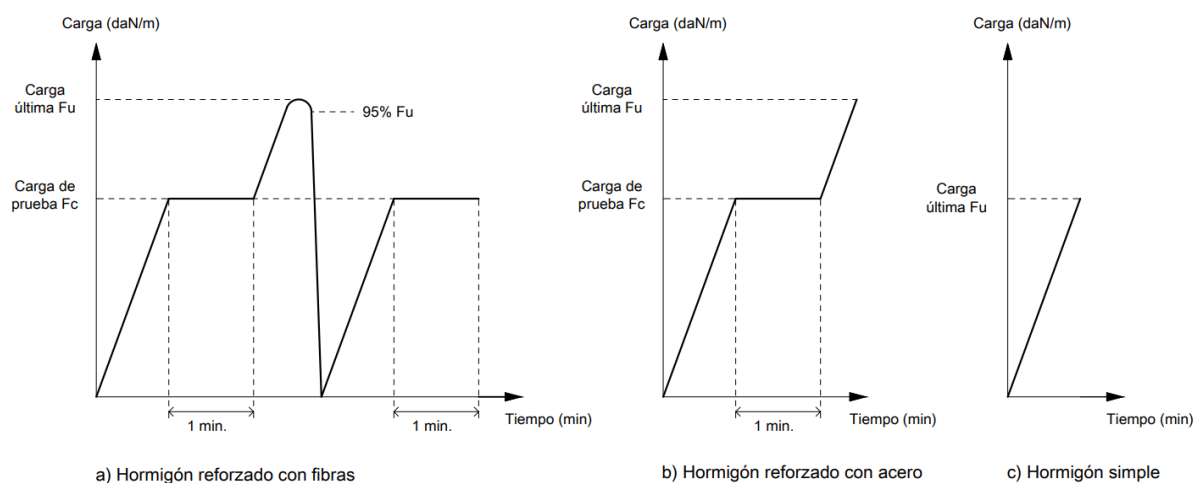 Carga (daN/m)
Carga
última Fu
95% Fu
Carga de
prueba Fc
1 min.
1 min.
Tiempo (min)
a) Hormigón reforzado con fibras
Carga (daN/m)
Carga
última Fu
Carga de
prueba Fc
1 min.
Tiempo (min)
b) Hormigón reforzado con acero
Carga (daN/m)
Carga
última Fu
Tiempo (min)
c) Hormigón simple